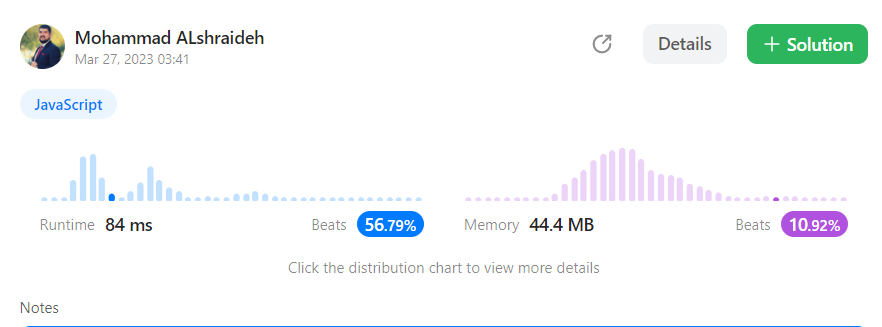 Mohammad ALshraideh
Mar 27, 2023 03:41
Details
+ Solution
JavaScript
Runtime 84 ms Beats 56.79%
Memory 44.4 MB Beats 10.92%
Click the distribution chart to view more details
Notes